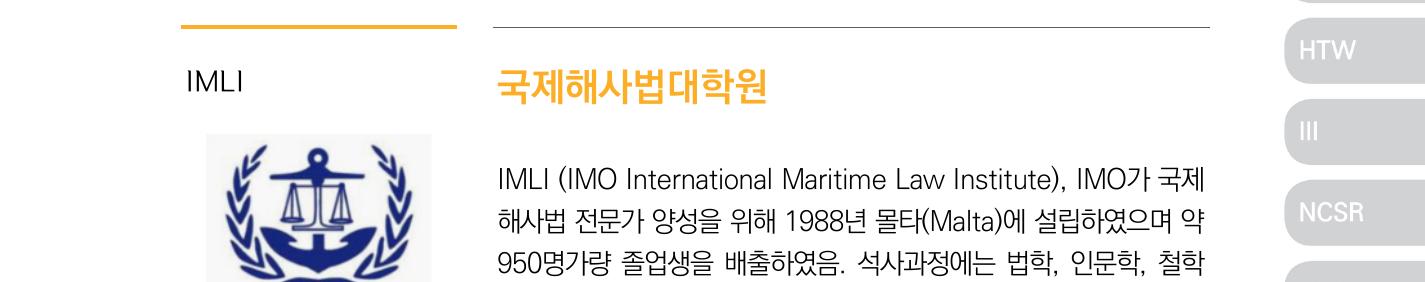 IMLI
국제해사법대학원
IMLI (IMO International Maritime Law Institute), IMO가 국제
해사법 전문가 양성을 위해 1988년 몰타(Malta)에 설립하였으며 약
950명가량 졸업생을 배출하였음. 석사과정에는 법학, 인문학, 철학
HTW
III
NCSR